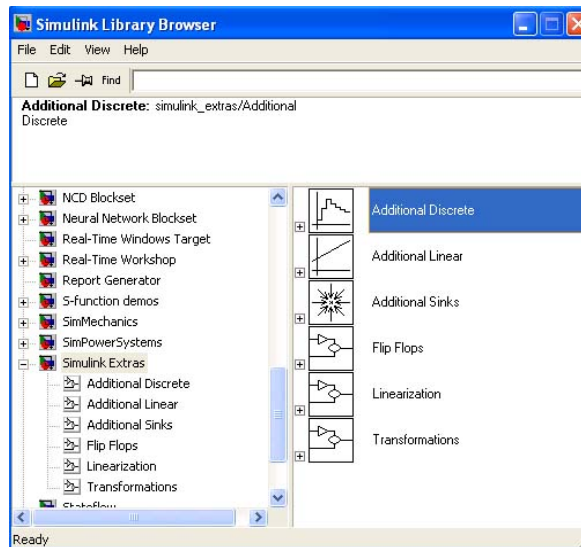 Simulink Library Browser
File Edit View Help
Find
Additional Discrete: simulink_extras/Additional
Discrete
NCD Blockset
Neural Network Blockset
Real-Time Windows Target
Real-Time Workshop
Report Generator
S-function demos
SimMechanics
SimPowerSystems
Simulink Extras
Additional Discrete
Additional Linear
Additional Sinks
Flip Flops
Linearization
Transformations
Stateflow
Additional Discrete
Additional Linear
Additional Sinks
Flip Flops
Linearization
Transformations
Ready